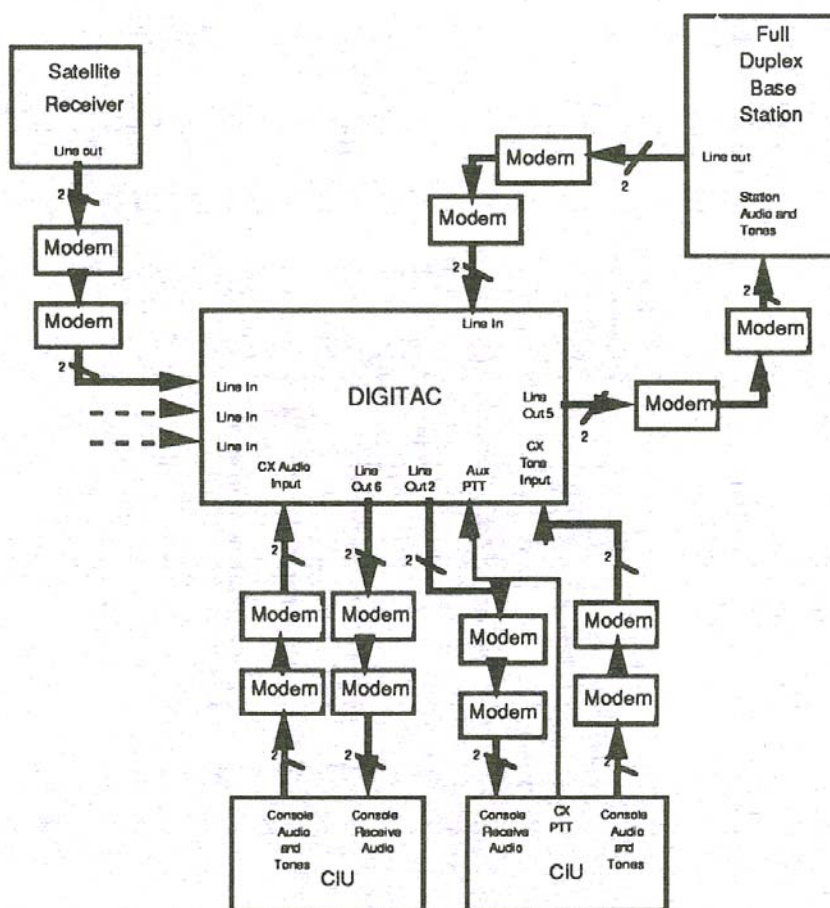 Satellite
Receiver
Line out
2
Modem
Modem
2
Full
Duplex
Base
Station
Line out
Station
Audio and
Tones
2
Modem
Modem
2
2
Modem
Modem
2
Line In
DIGITAC
Line In
Line In
Line In
Line
Out 5
CX
Tone
Input
CX Audio
Input
Line
Out 6
Line
Out 2
Aux
PTT
2
2
2
2
Modem
Modem
Modem
Modem
Modem
Modem
Modem
Modem
2
2
2
2
Console
Audio
and
Tones
Console
Receive
Audio
CIU
Console
Receive
Audio
CX
PTT
Console
Audio
and
Tones
CIU